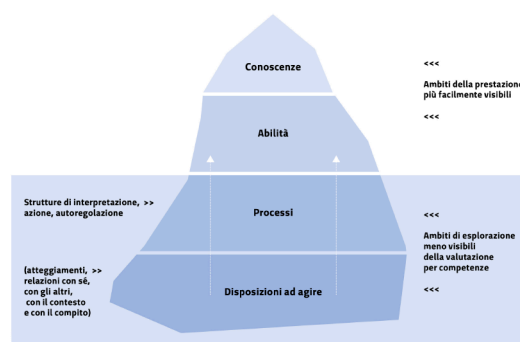 Conoscenze
<<<
Ambiti della prestazione
più facilmente visibili
<<<
Abilità
Strutture di interpretazione, >>
azione, autoregolazione
Processi
<<<
Ambiti di esplorazione
meno visibili
della valutazione
per competenze
<<<
(atteggiamenti, >>
relazioni con sé,
con gli altri,
con il contesto
e con il compito)
Disposizioni ad agire